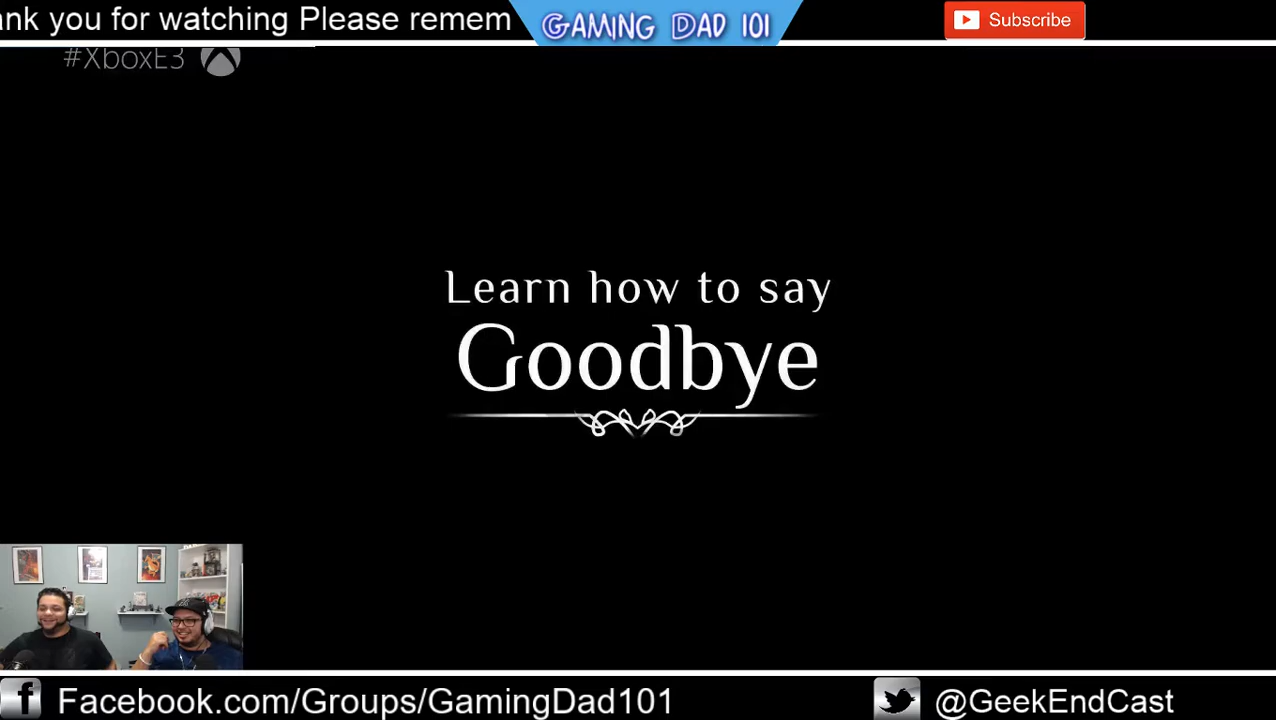 ank you for watching Please remem
GAMING DAD 101
Subscribe
#XboxE3
Learn how to say
Goodbye
Facebook.com/Groups/GamingDad101
@GeekEndCast